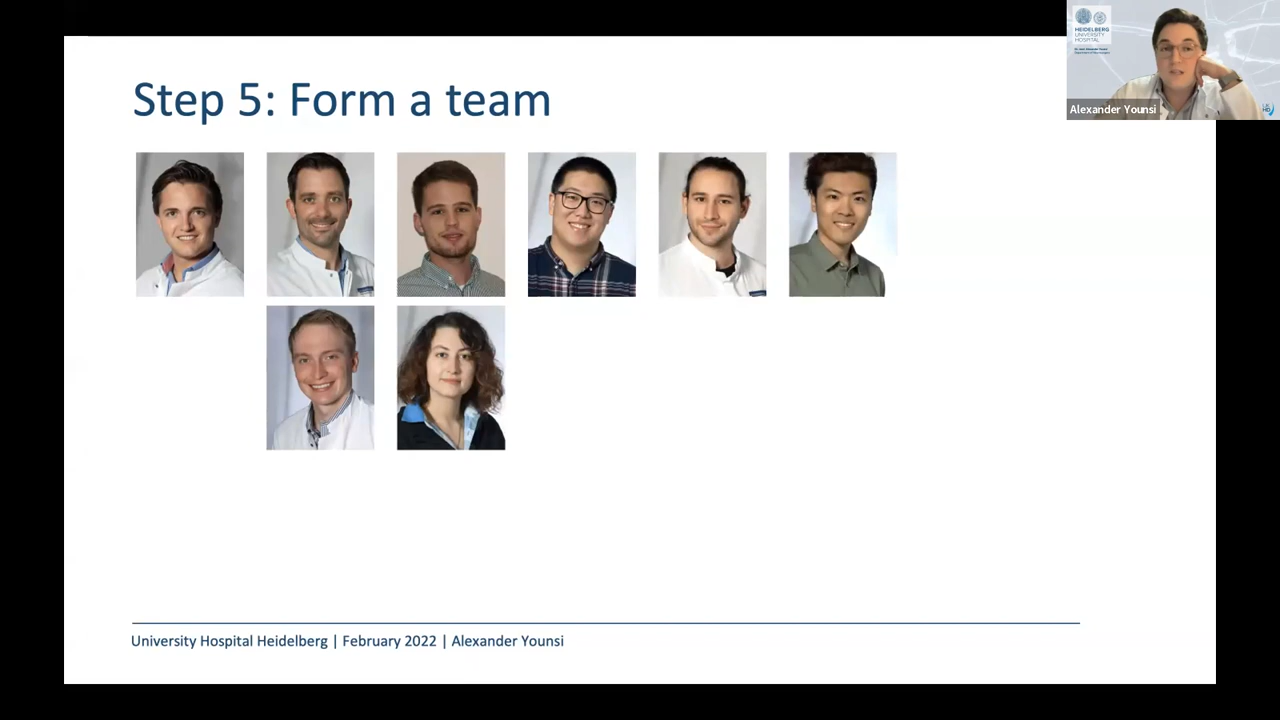 Step 5: Form a team
HEIDELBERG
UNIVERSITY
HOSPITAL
Alexander Younsi
University Hospital Heidelberg | February 2022 | Alexander Younsi